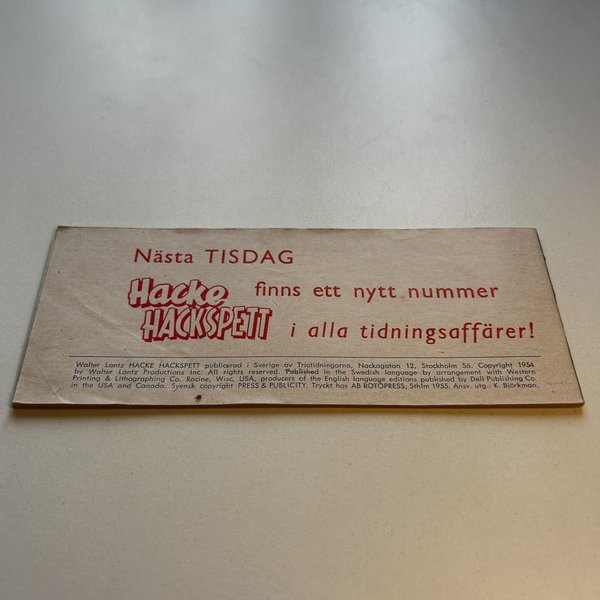 Nästa TISDAG
Hacke HACKSPETT finns ett nytt nummer
i alla tidningsaffärer!
Walter Lantz HACKE HACKSPETT publicerad i Sverige av Triotidningarna, Nackagatan 12, Stockholm Sö. Copyright 1954
by Walter Lantz Productions Inc. All rights reserved. Published in the Swedish language by arrangement with Western
Printing & Lithographing Co. Racine, Wisc, USA, producers of the English language editions published by Dell Publishing Co
in the USA and Canada. Syensk copyright PRESS & PUBLICITY. Tryckt hos AB ROTOPRESS, Sthlm 1955. Ansv. utg.: K. Björkman.